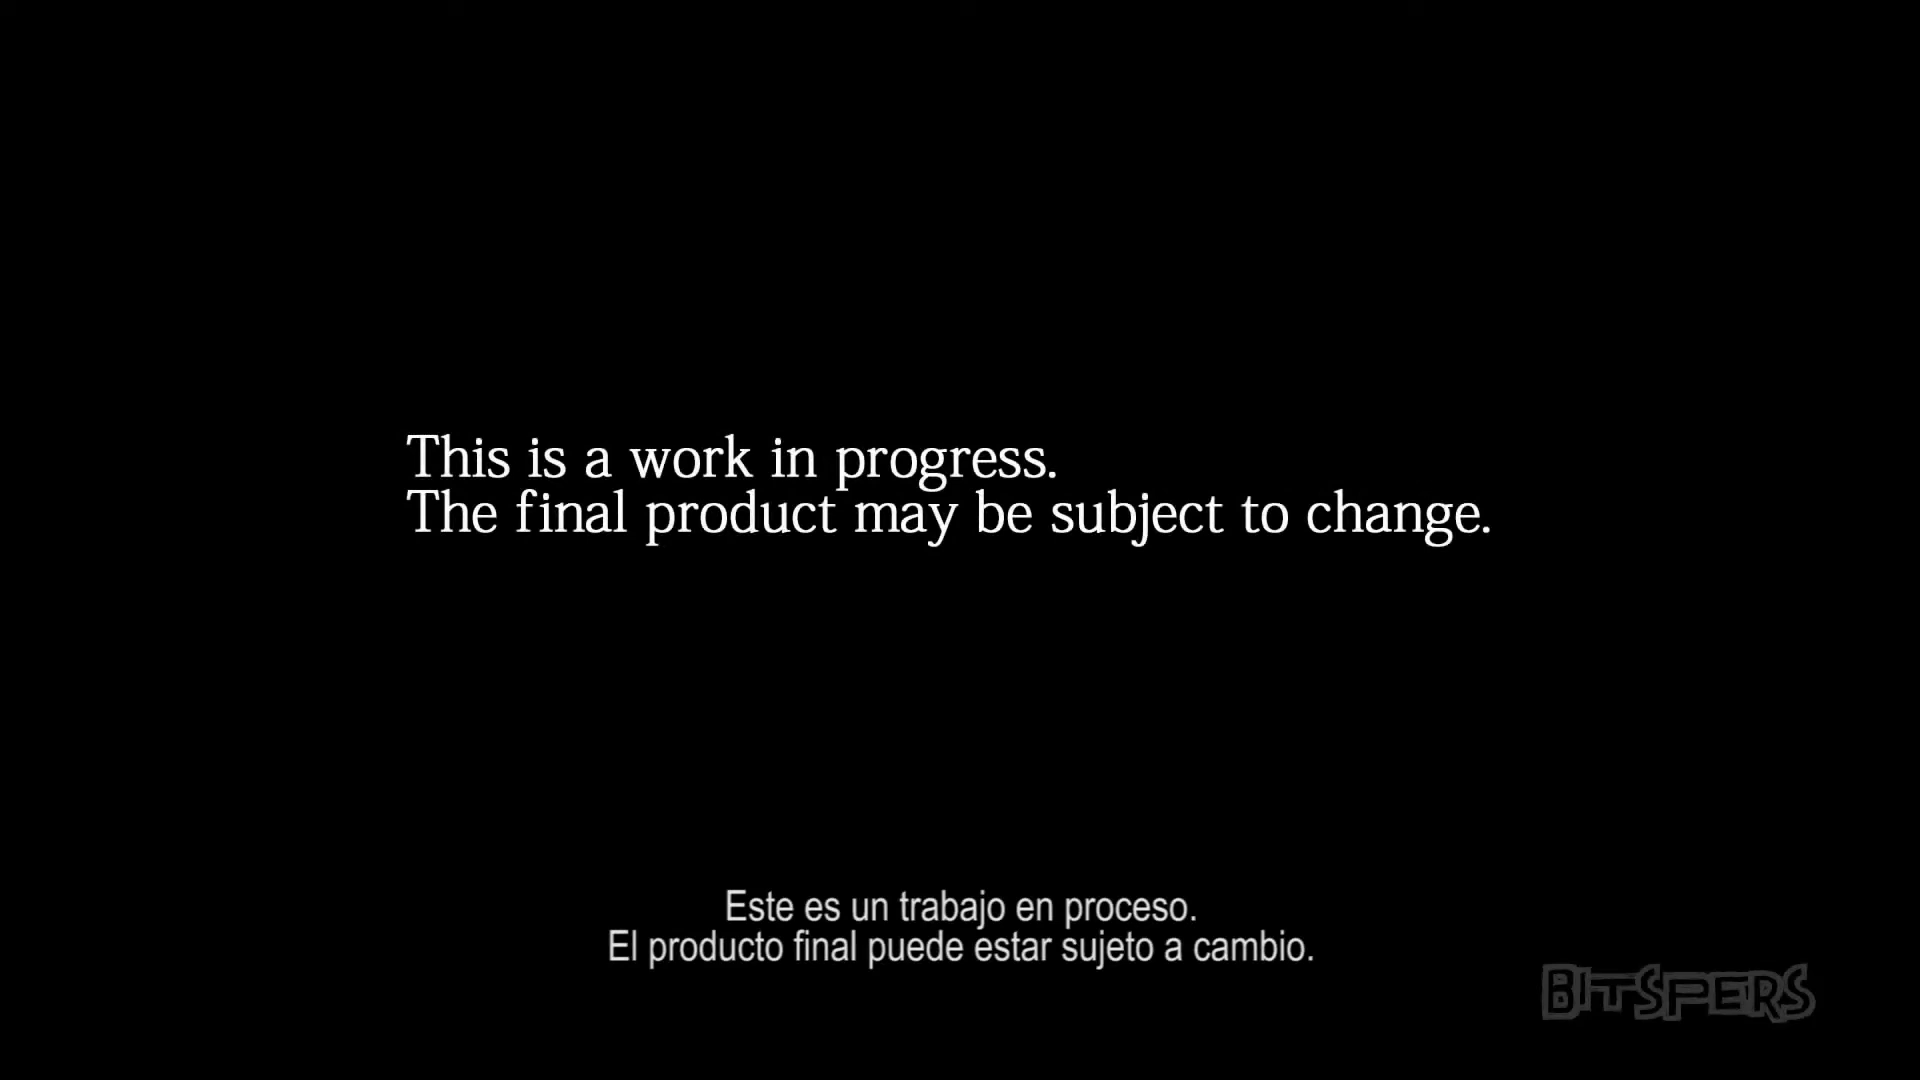 This is a work in progress.
The final product may be subject to change.
Este es un trabajo en proceso.
El producto final puede estar sujeto a cambio.
BITSPERS